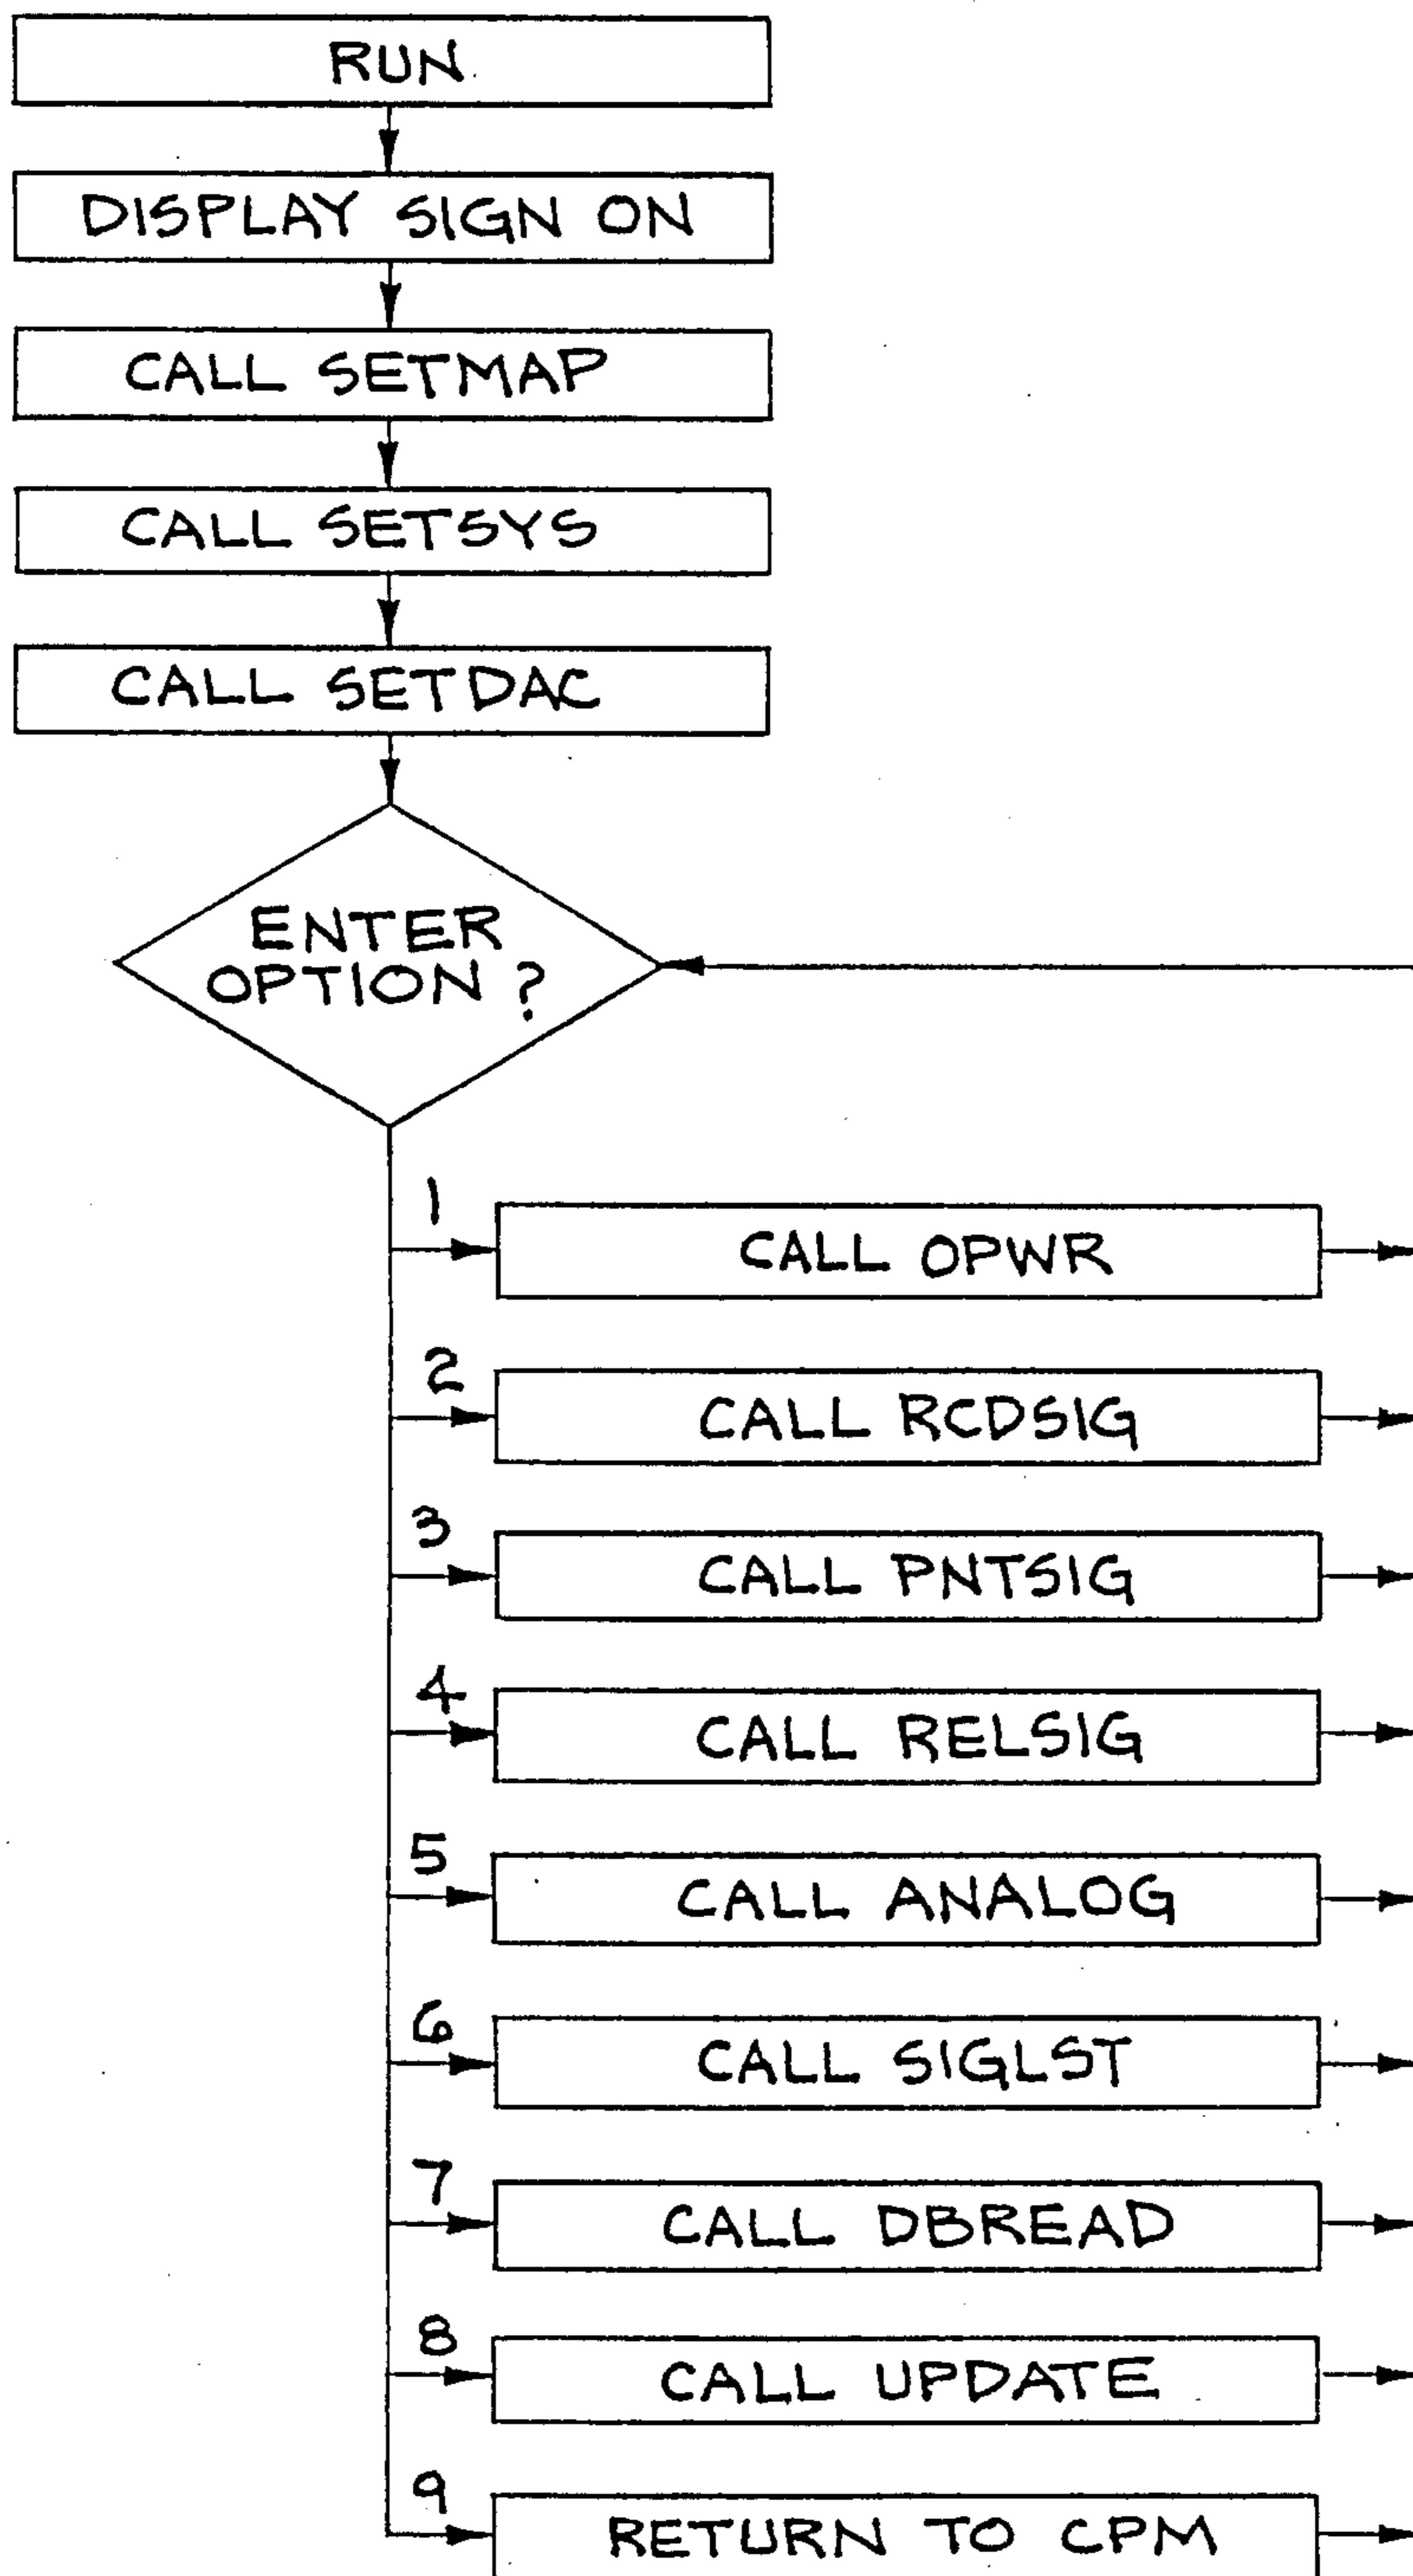 RUN
DISPLAY SIGN ON
CALL SETMAP
CALL SETSYS
CALL SETDAC
ENTER
OPTION ?
1
CALL OPWR
2
CALL RCDSIG
3
CALL PNTSIG
4
CALL RELSIG
5
CALL ANALOG
6
CALL SIGLST
7
CALL DBREAD
8
CALL UPDATE
9
RETURN TO CPM